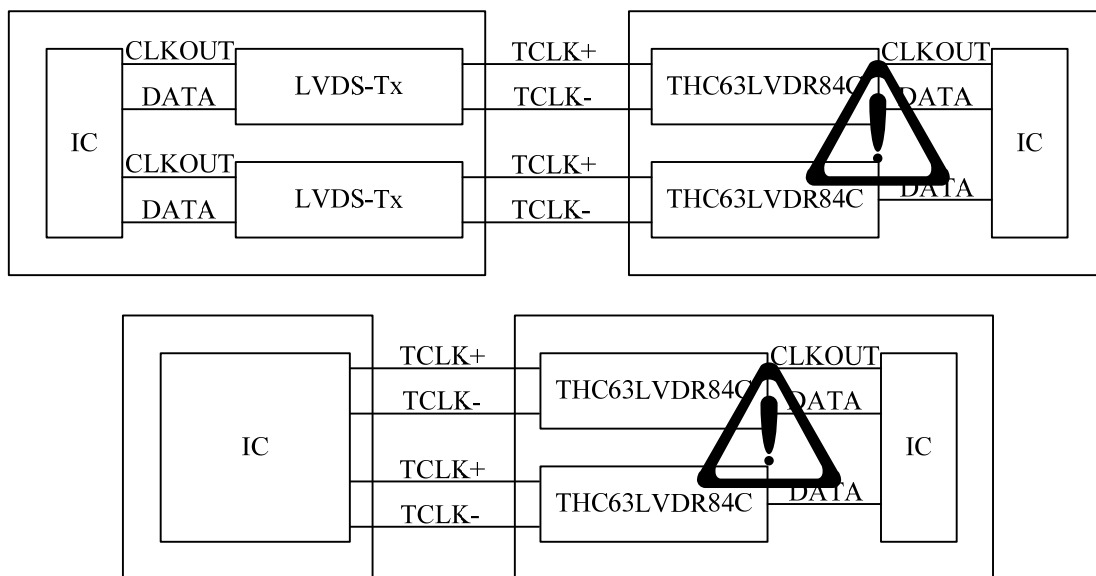 CLKOUT TCLK+ CLKOUT
LVDS-Tx THC63LVDR84C
DATA TCLK- DATA
IC IC
CLKOUT TCLK+
LVDS-Tx THC63LVDR84C DATA
DATA TCLK-
TCLK+ CLKOUT
THC63LVDR84C
TCLK- DATA
IC IC
TCLK+
THC63LVDR84C DATA
TCLK-